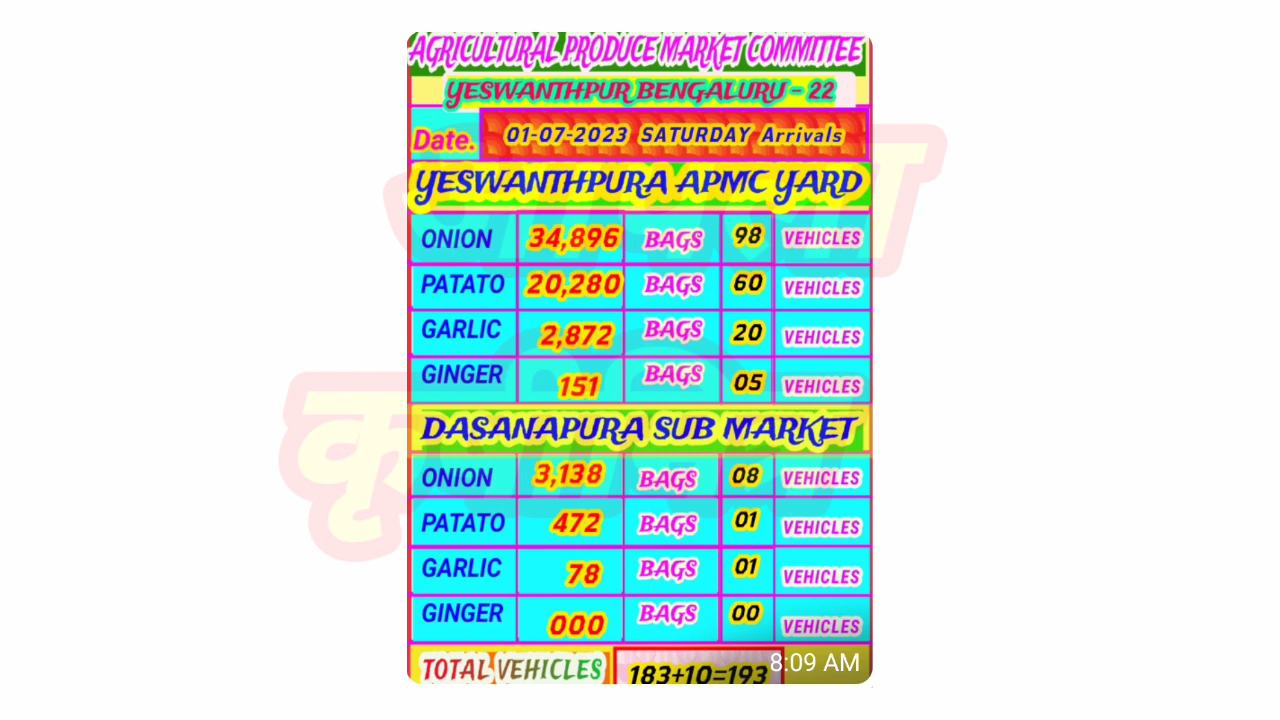 AGRICULTURAL PRODUCE MARKET COMMITTEE
YESWANTHPUR BENGALURU - 22
Date. 01-07-2023 SATURDAY Arrivals
YESWANTHPURA APMC YARD
ONION 34,896 BAGS 98 VEHICLES
PATATO 20,280 BAGS 60 VEHICLES
GARLIC 2,872 BAGS 20 VEHICLES
GINGER 151 BAGS 05 VEHICLES
DASANAPURA SUB MARKET
ONION 3,138 BAGS 08 VEHICLES
PATATO 472 BAGS 01 VEHICLES
GARLIC 78 BAGS 01 VEHICLES
GINGER 000 BAGS 00 VEHICLES
TOTAL VEHICLES 183+10=193 8:09 AM